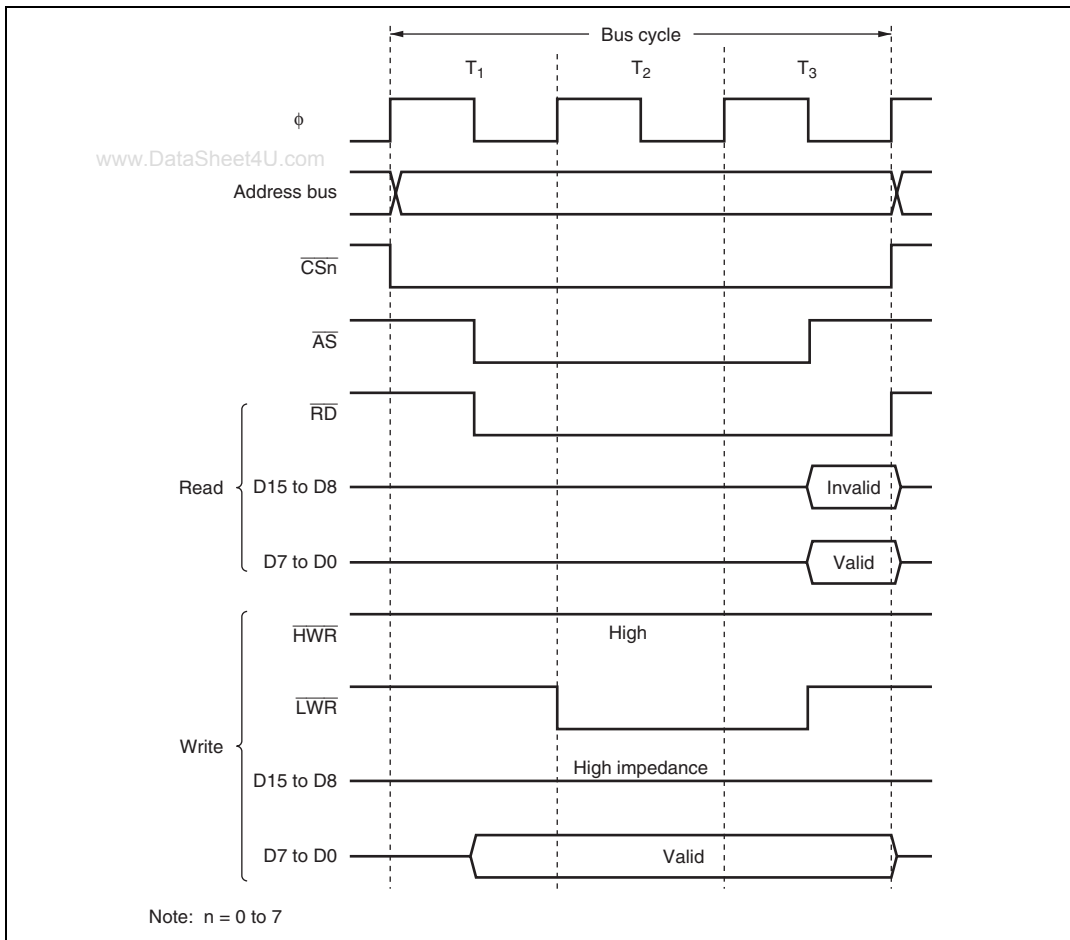 Bus cycle
T1 T2 T3
φ
www.DataSheet4U.com
Address bus
CSn
AS
RD
Read
D15 to D8
Invalid
D7 to D0
Valid
HWR
High
LWR
Write
High impedance
D15 to D8
D7 to D0
Valid
Note: n = 0 to 7